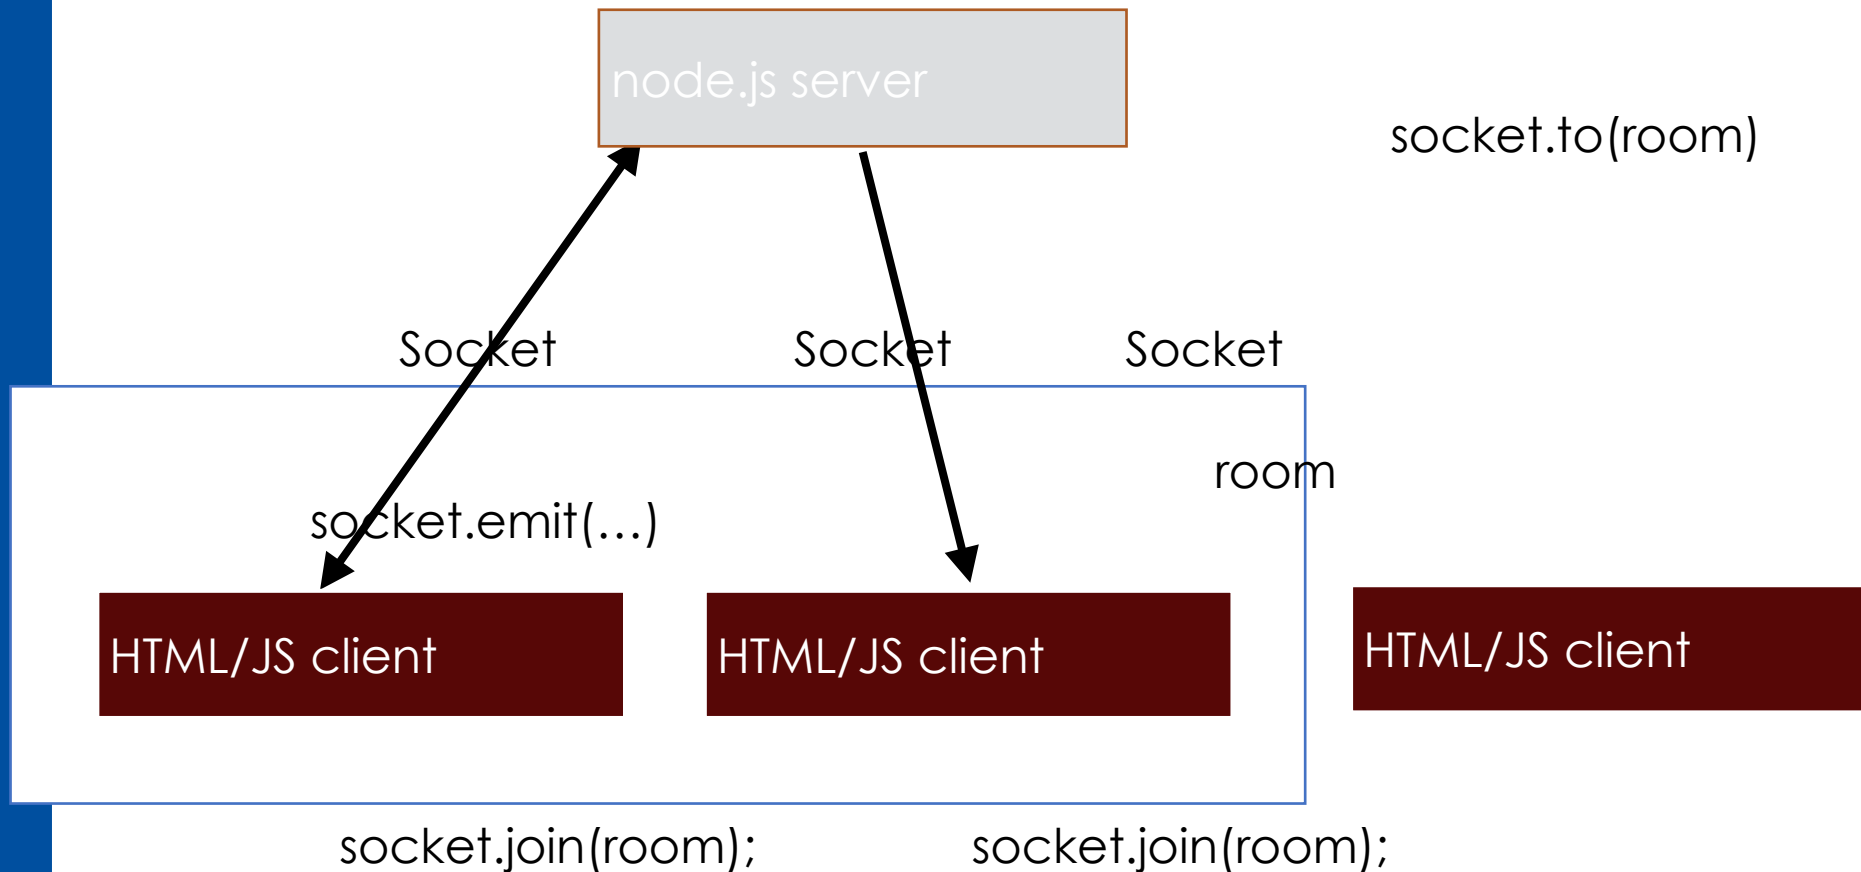 node.js server
socket.to(room)
Socket
Socket
Socket
room
socket.emit(…)
HTML/JS client
HTML/JS client
HTML/JS client
socket.join(room);
socket.join(room);